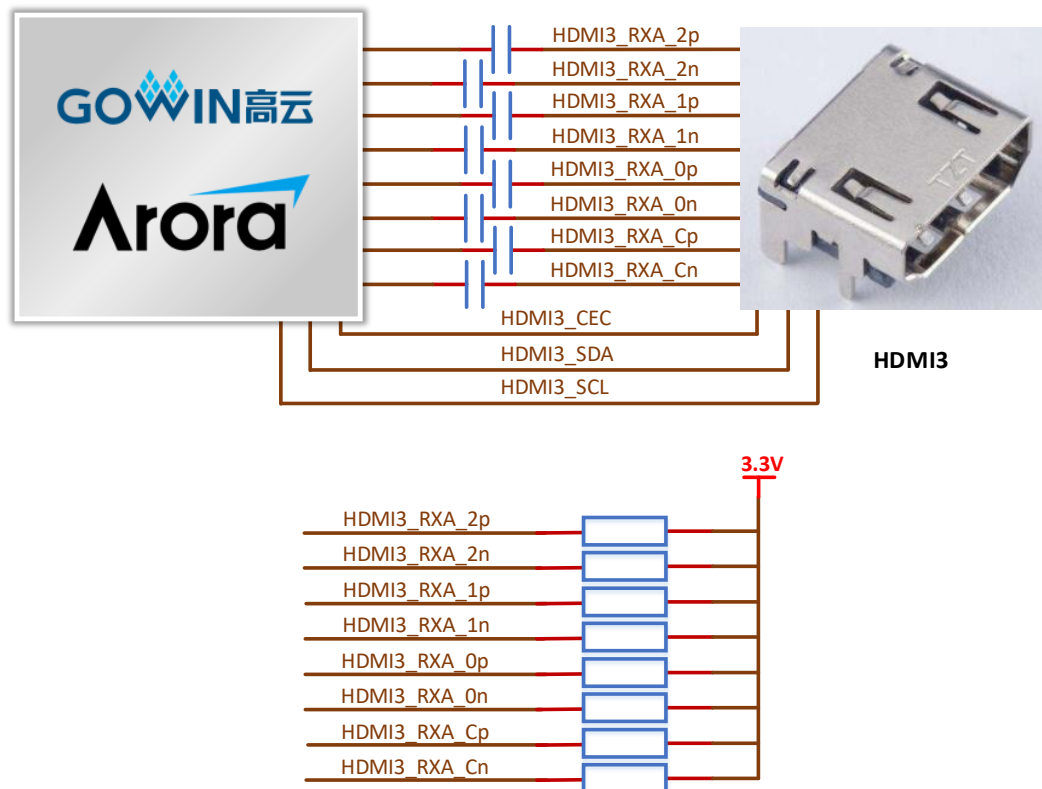 GOWIN高云
Arora
HDMI3_RXA_2p
HDMI3_RXA_2n
HDMI3_RXA_1p
HDMI3_RXA_1n
HDMI3_RXA_0p
HDMI3_RXA_0n
HDMI3_RXA_Cp
HDMI3_RXA_Cn
TZT
HDMI3_CEC
HDMI3_SDA
HDMI3_SCL
HDMI3
3.3V
HDMI3_RXA_2p
HDMI3_RXA_2n
HDMI3_RXA_1p
HDMI3_RXA_1n
HDMI3_RXA_0p
HDMI3_RXA_0n
HDMI3_RXA_Cp
HDMI3_RXA_Cn